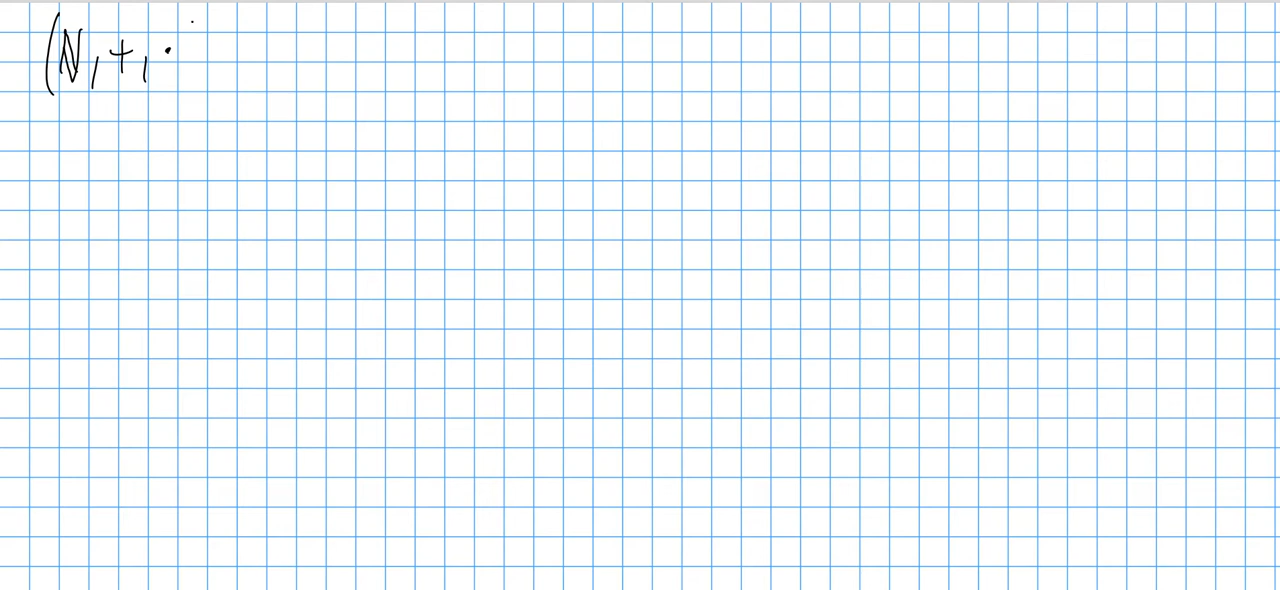 (ℕ, +, ·